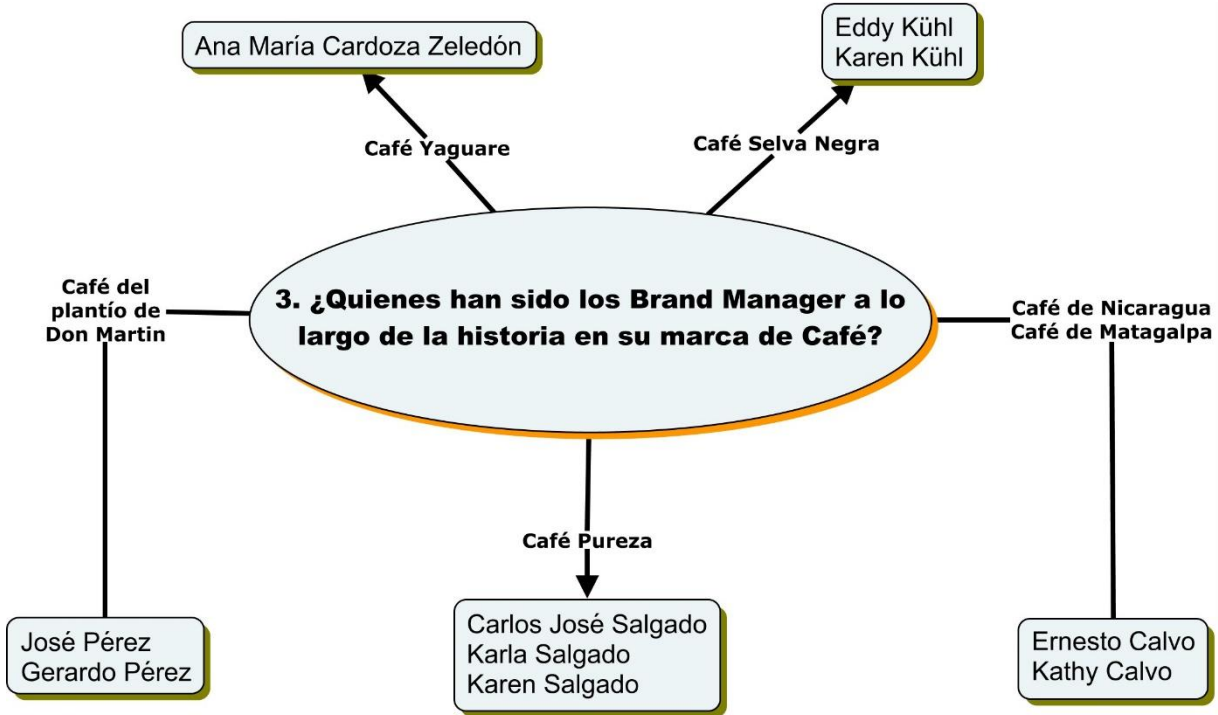 Ana María Cardoza Zeledón
Eddy Kühl
Karen Kühl
Café Yaguare
Café Selva Negra
3. ¿Quienes han sido los Brand Manager a lo
largo de la historia en su marca de Café?
Café del
plantío de
Don Martin
Café de Nicaragua
Café de Matagalpa
Café Pureza
José Pérez
Gerardo Pérez
Carlos José Salgado
Karla Salgado
Karen Salgado
Ernesto Calvo
Kathy Calvo